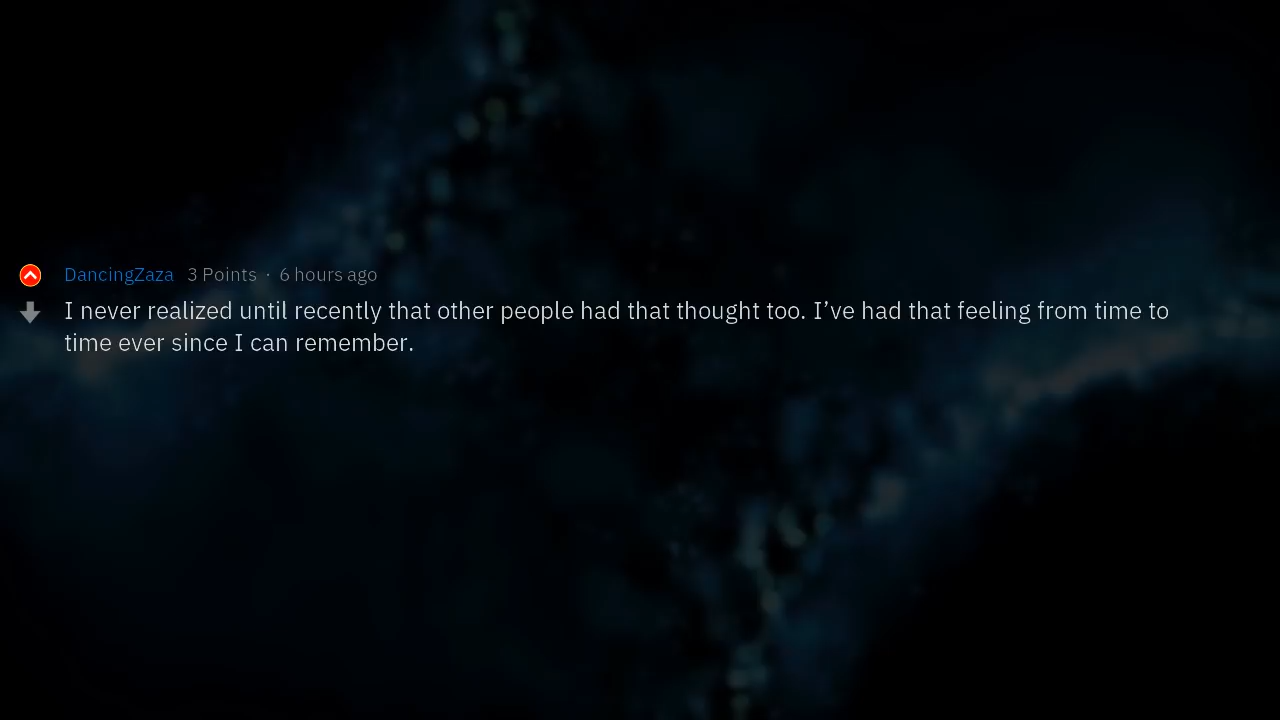 DancingZaza 3 Points · 6 hours ago
I never realized until recently that other people had that thought too. I’ve had that feeling from time to
time ever since I can remember.